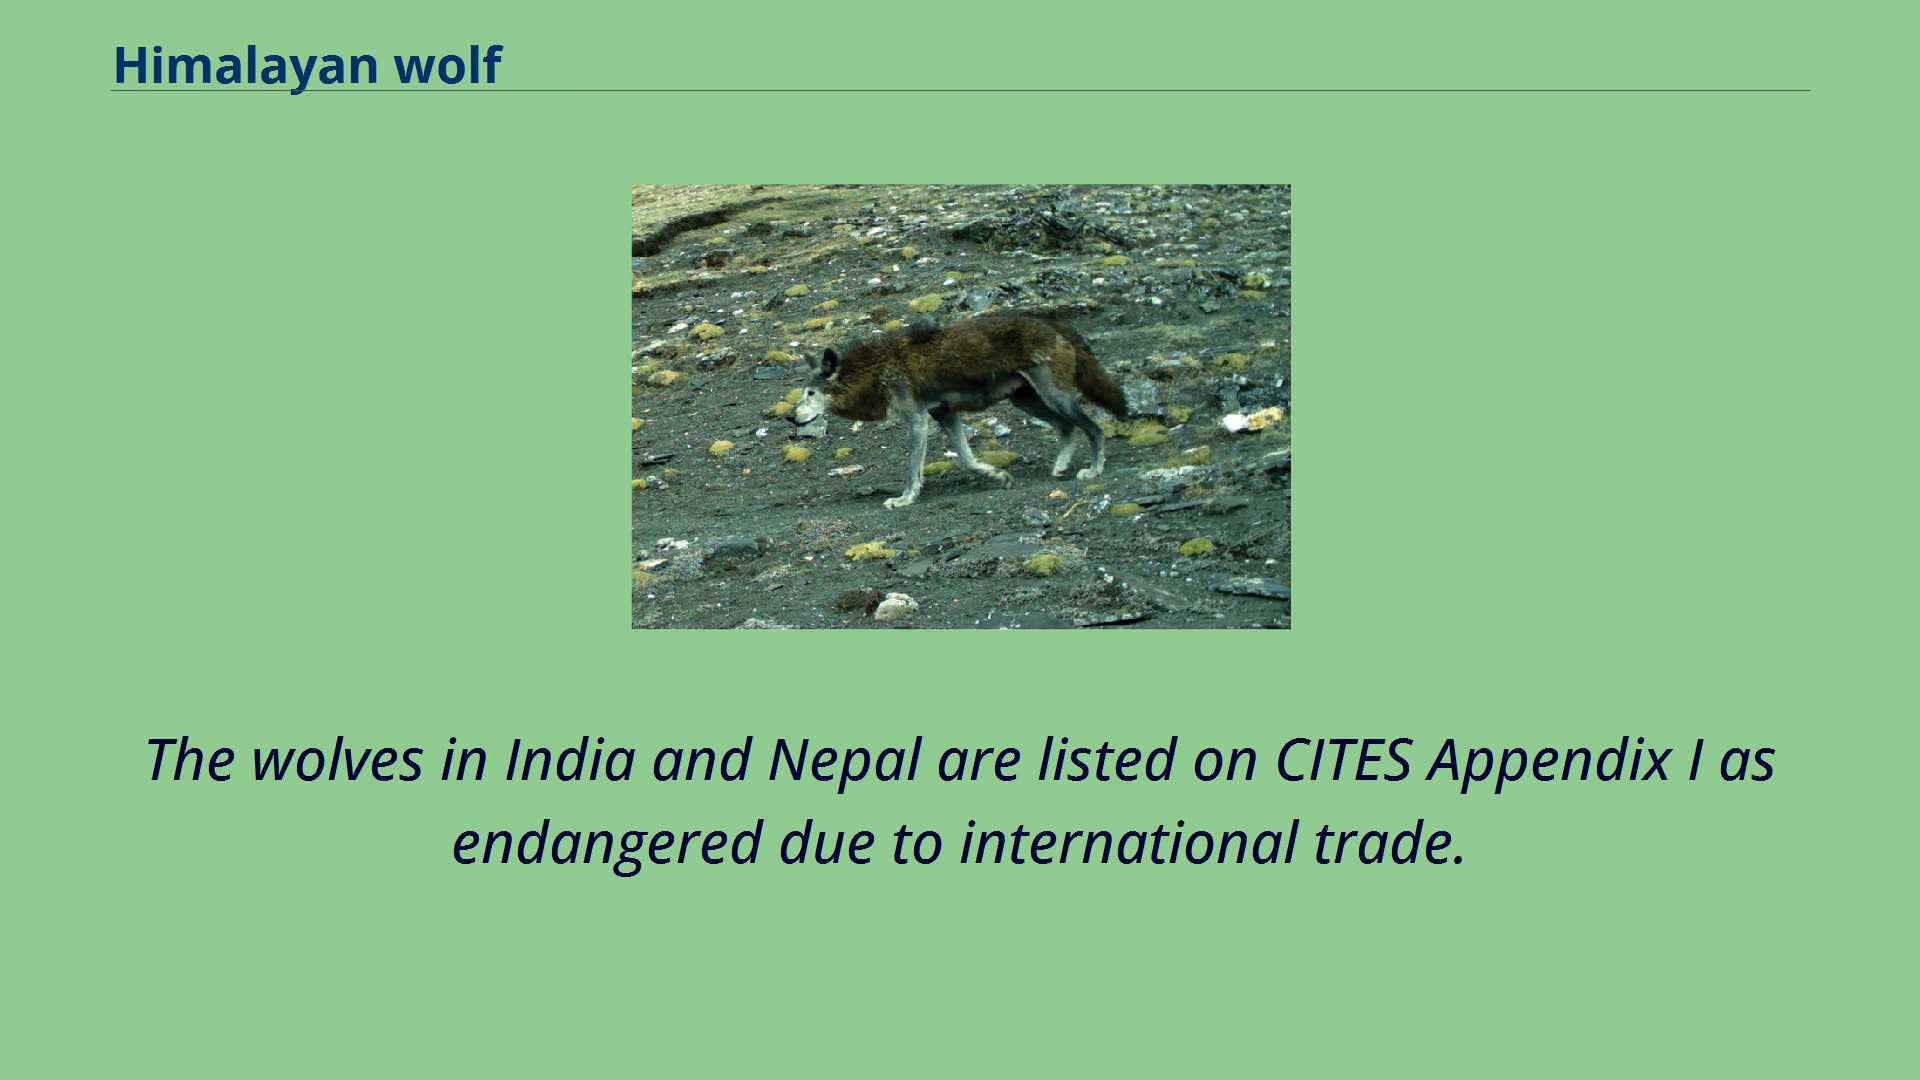 Himalayan wolf
The wolves in India and Nepal are listed on CITES Appendix I as
endangered due to international trade.